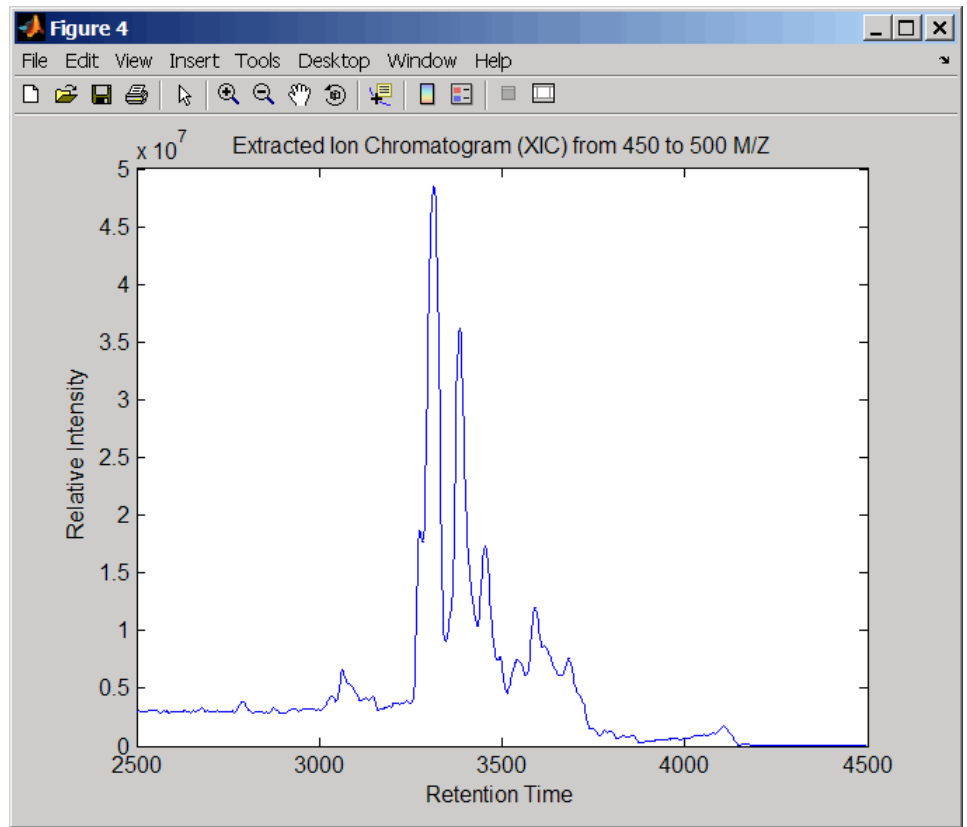 Figure 4
File Edit View Insert Tools Desktop Window Help
x 10^7
Extracted Ion Chromatogram (XIC) from 450 to 500 M/Z
5
4.5
4
3.5
3
2.5
2
1.5
1
0.5
0
Relative Intensity
2500 3000 3500 4000 4500
Retention Time